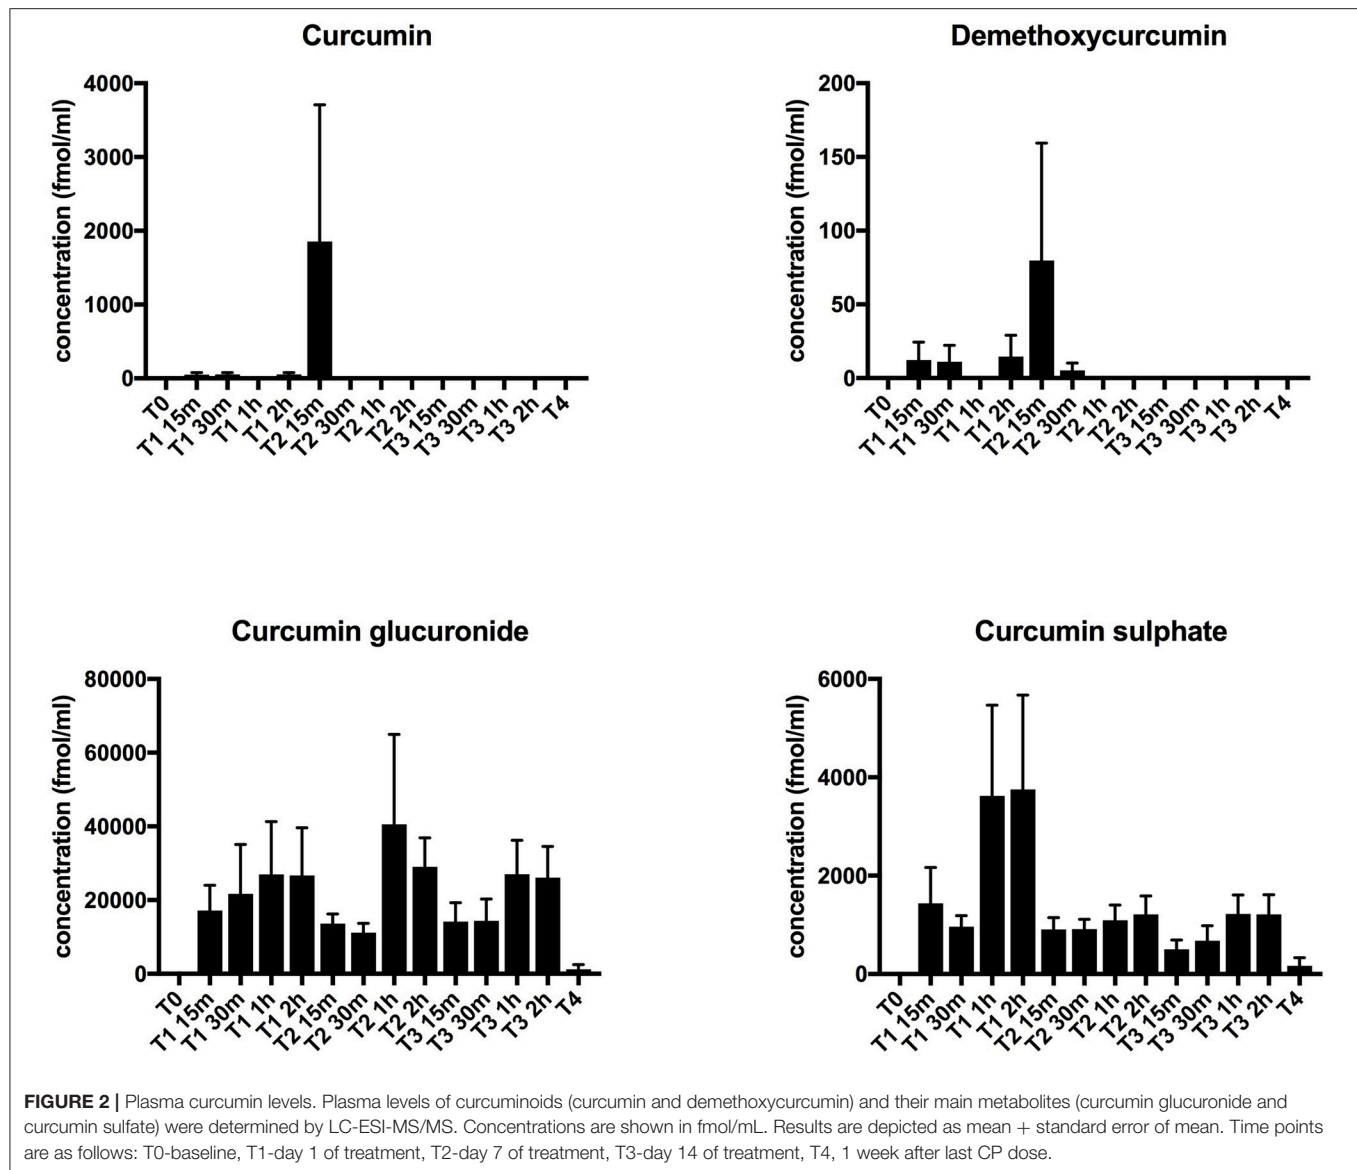 Curcumin
concentration (fmol/ml)
4000
3000
2000
1000
0
T0
T1 15m
T1 30m
T1 1h
T1 2h
T2 15m
T2 30m
T2 1h
T2 2h
T3 15m
T3 30m
T3 1h
T3 2h
T4
Demethoxycurcumin
concentration (fmol/ml)
200
150
100
50
0
T0
T1 15m
T1 30m
T1 1h
T1 2h
T2 15m
T2 30m
T2 1h
T2 2h
T3 15m
T3 30m
T3 1h
T3 2h
T4
Curcumin glucuronide
concentration (fmol/ml)
80000
60000
40000
20000
0
T0
T1 15m
T1 30m
T1 1h
T1 2h
T2 15m
T2 30m
T2 1h
T2 2h
T3 15m
T3 30m
T3 1h
T3 2h
T4
Curcumin sulphate
concentration (fmol/ml)
6000
4000
2000
0
T0
T1 15m
T1 30m
T1 1h
T1 2h
T2 15m
T2 30m
T2 1h
T2 2h
T3 15m
T3 30m
T3 1h
T3 2h
T4
FIGURE 2 | Plasma curcumin levels. Plasma levels of curcuminoids (curcumin and demethoxycurcumin) and their main metabolites (curcumin glucuronide and
curcumin sulfate) were determined by LC-ESI-MS/MS. Concentrations are shown in fmol/mL. Results are depicted as mean + standard error of mean. Time points
are as follows: T0-baseline, T1-day 1 of treatment, T2-day 7 of treatment, T3-day 14 of treatment, T4, 1 week after last CP dose.